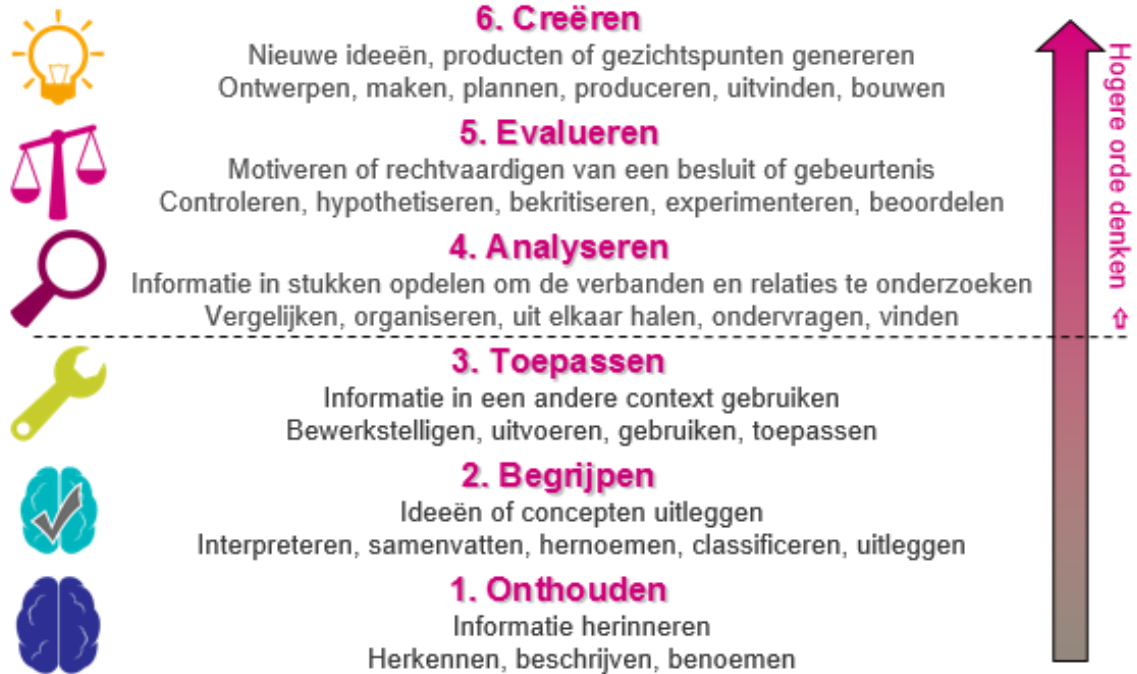 6. Creëren
Nieuwe ideeën, producten of gezichtspunten genereren
Ontwerpen, maken, plannen, produceren, uitvinden, bouwen
5. Evalueren
Motiveren of rechtvaardigen van een besluit of gebeurtenis
Controleren, hypothetiseren, bekritiseren, experimenteren, beoordelen
4. Analyseren
Informatie in stukken opdelen om de verbanden en relaties te onderzoeken
Vergelijken, organiseren, uit elkaar halen, ondervragen, vinden
3. Toepassen
Informatie in een andere context gebruiken
Bewerkstelligen, uitvoeren, gebruiken, toepassen
2. Begrijpen
Ideeën of concepten uitleggen
Interpreteren, samenvatten, hernoemen, classificeren, uitleggen
1. Onthouden
Informatie herinneren
Herkennen, beschrijven, benoemen
Hogere orde denken